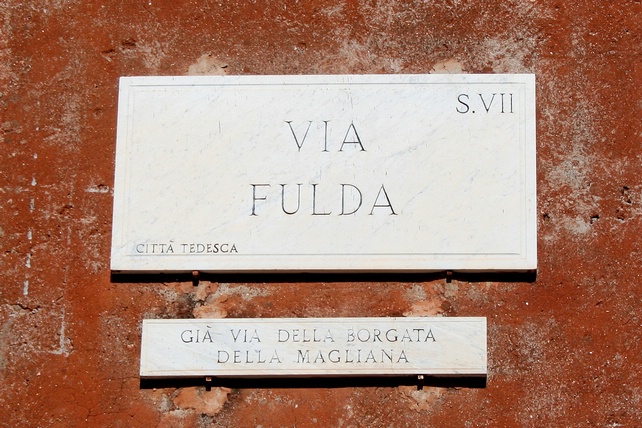 S.VII
VIA
FULDA
CITTÀ TEDESCA
GIÀ VIA DELLA BORGATA
DELLA MAGLIANA